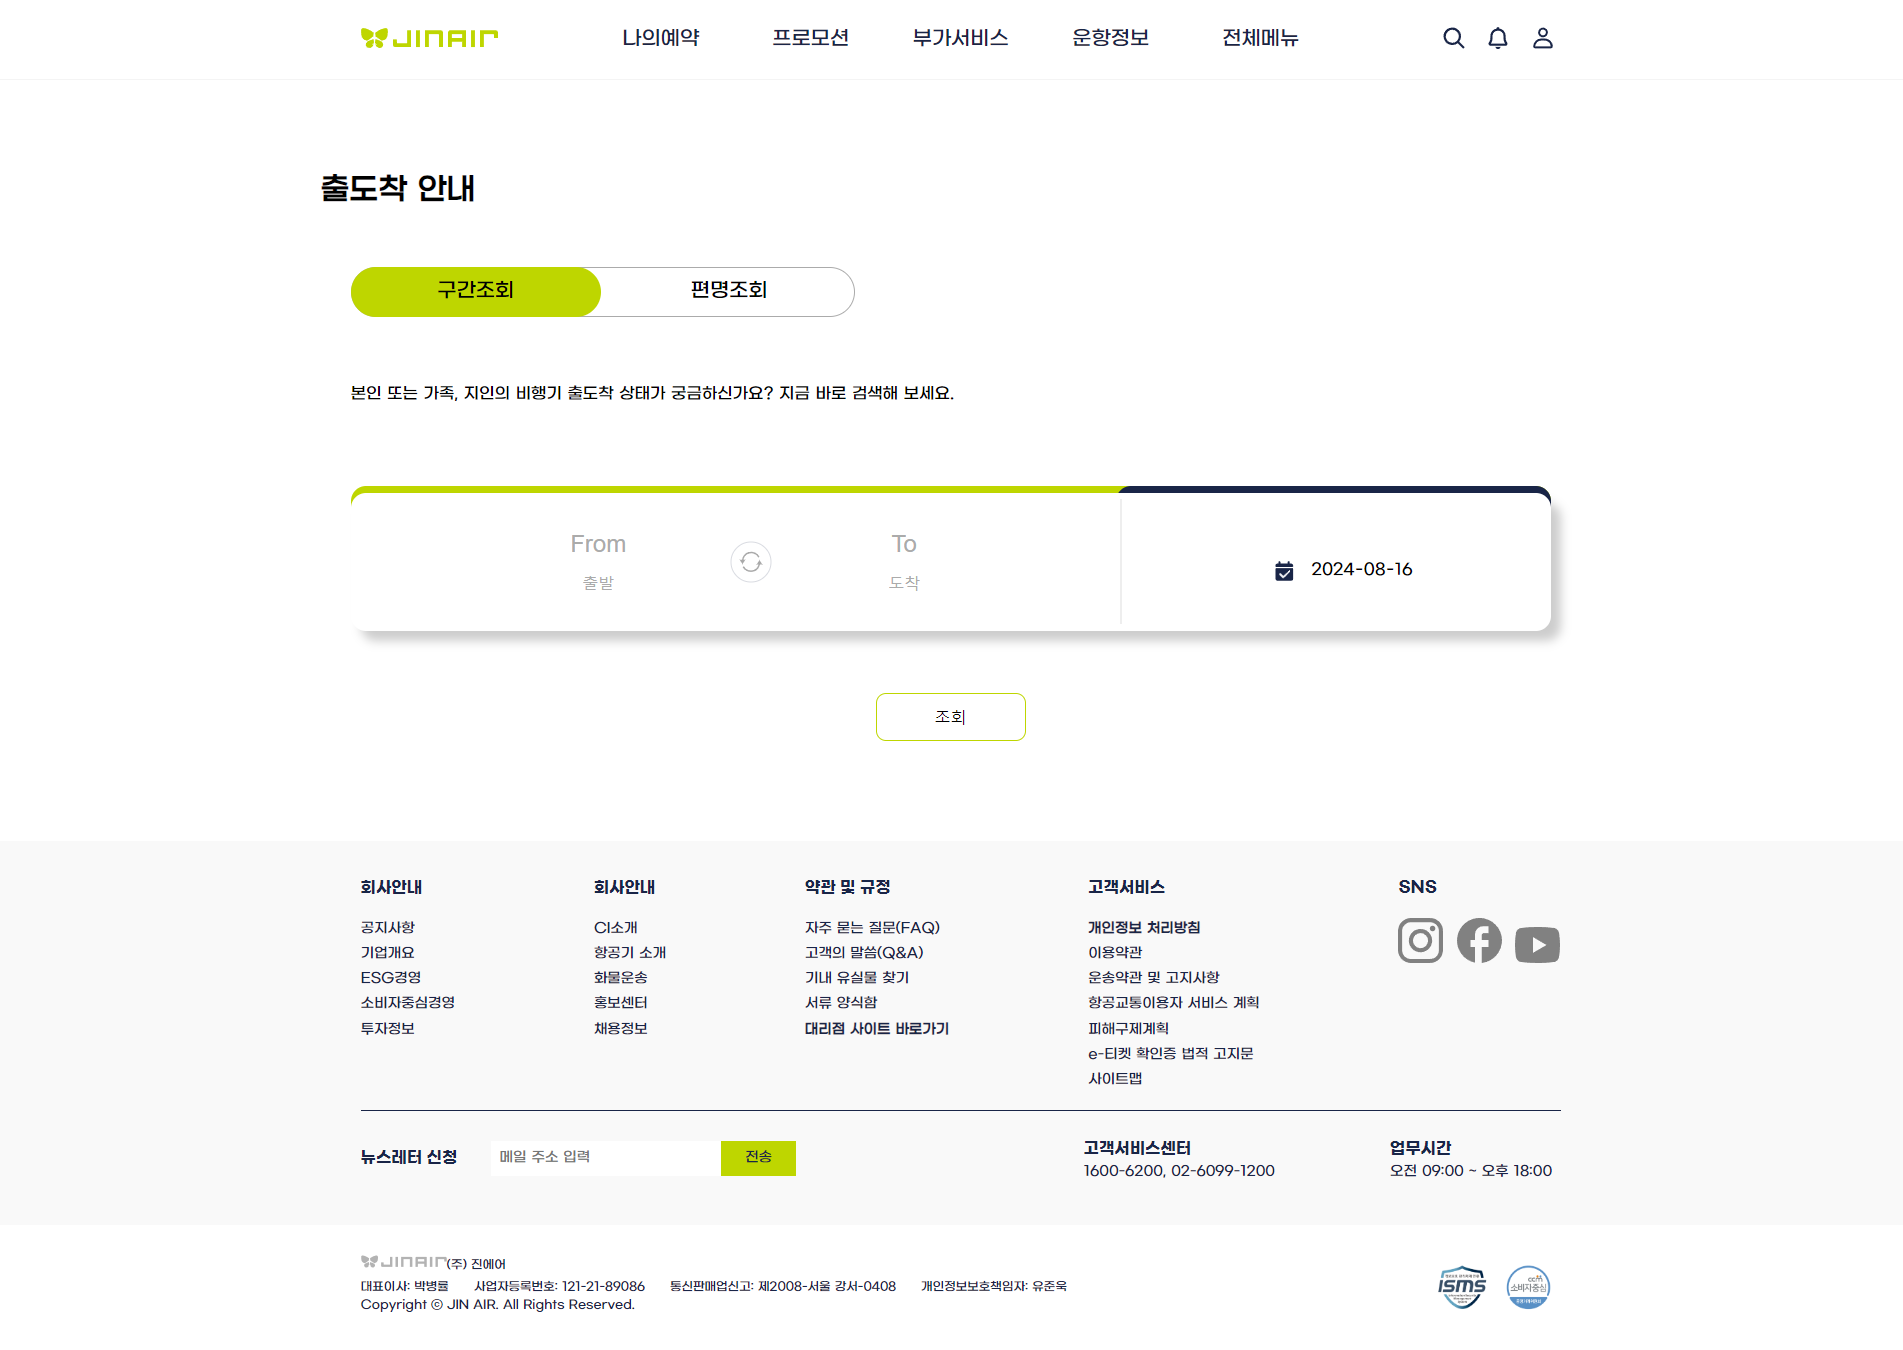 JINAIR 나의예약 프로모션 부가서비스 운항정보 전체메뉴
출도착 안내
구간조회 편명조회
본인 또는 가족, 지인의 비행기 출도착 상태가 궁금하신가요? 지금 바로 검색해 보세요.
From To
출발 도착
2024-08-16
조회
회사안내 회사안내 약관 및 규정 고객서비스 SNS
공지사항 CI소개 자주 묻는 질문(FAQ) 개인정보 처리방침
기업개요 항공기 소개 고객의 말씀(Q&A) 이용약관
ESG경영 화물운송 기내 유실물 찾기 운송약관 및 고지사항
소비자중심경영 홍보센터 서류 양식함 항공교통이용자 서비스 계획
투자정보 채용정보 대리점 사이트 바로가기 피해구제계획
e-티켓 확인증 법적 고지문
사이트맵
뉴스레터 신청 메일 주소 입력 전송 고객서비스센터 업무시간
1600-6200, 02-6099-1200 오전 09:00 ~ 오후 18:00
JINAIR (주) 진에어
대표이사: 박병률 사업자등록번호: 121-21-89086 통신판매업신고: 제2008-서울 강서-0408 개인정보보호책임자: 유준욱
Copyright ⓒ JIN AIR. All Rights Reserved.
ISMS
ccm
소비자중심